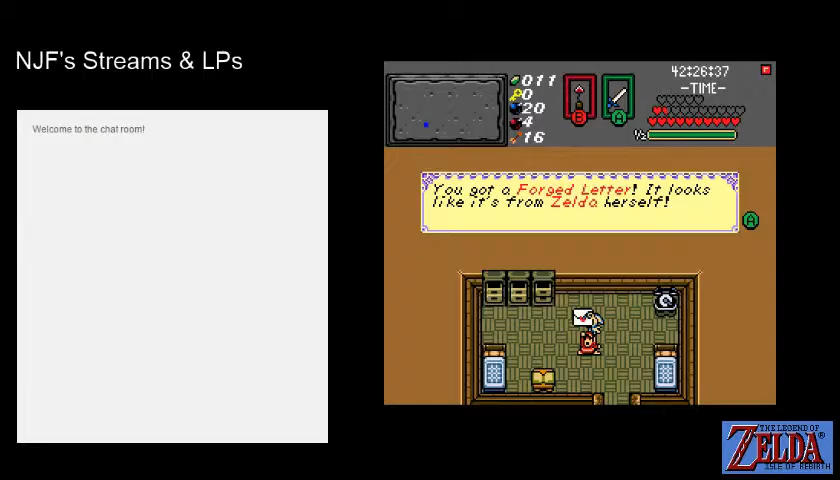 NJF's Streams & LPs
Welcome to the chat room!
011
0
20
4
16
B
A
42:26:37
-TIME-
You got a Forged Letter! It looks
like it's from Zelda herself!
A
THE LEGEND OF
ZELDA®
ISLE OF REBIRTH